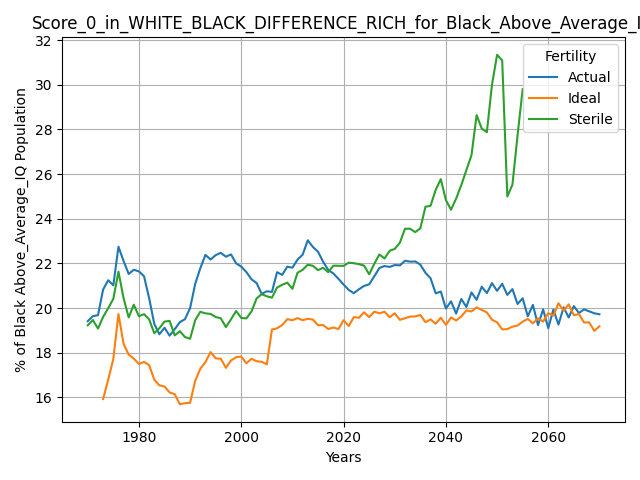 Score_0_in_WHITE_BLACK_DIFFERENCE_RICH_for_Black_Above_Average_I
32
30
28
26
24
22
20
18
16
% of Black Above_Average_IQ Population
Fertility
Actual
Ideal
Sterile
1980
2000
2020
2040
2060
Years